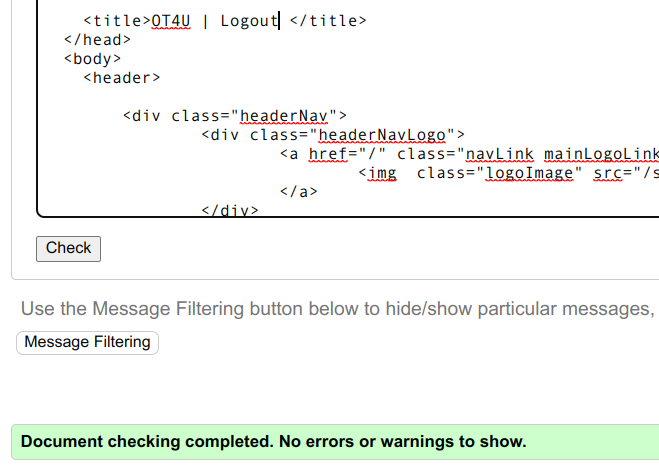 <title>OT4U | Logout </title>
</head>
<body>
<header>
<div class="headerNav">
<div class="headerNavLogo">
<a href="/" class="navLink mainLogoLink
<img  class="logoImage" src="/s
</a>
</div>
Check
Use the Message Filtering button below to hide/show particular messages,
Message Filtering
Document checking completed. No errors or warnings to show.